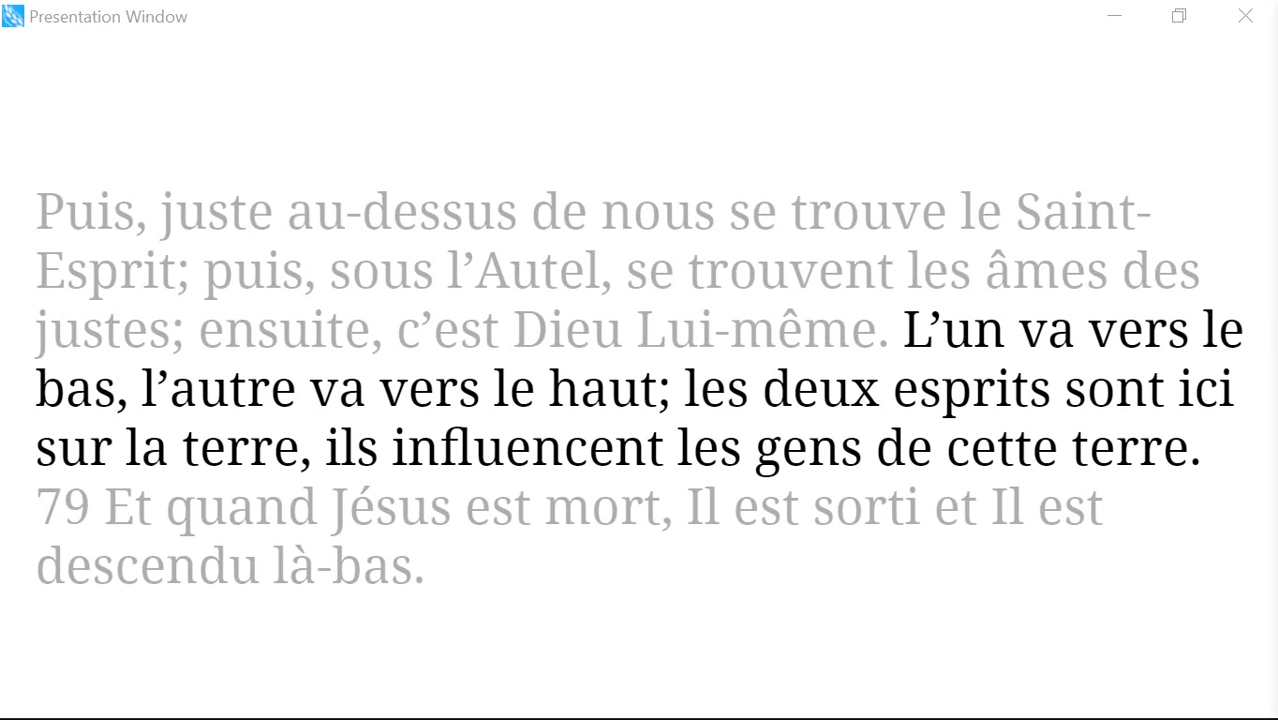 Presentation Window
Puis, juste au-dessus de nous se trouve le Saint-
Esprit; puis, sous l’Autel, se trouvent les âmes des
justes; ensuite, c’est Dieu Lui-même. L’un va vers le
bas, l’autre va vers le haut; les deux esprits sont ici
sur la terre, ils influencent les gens de cette terre.
79 Et quand Jésus est mort, Il est sorti et Il est
descendu là-bas.